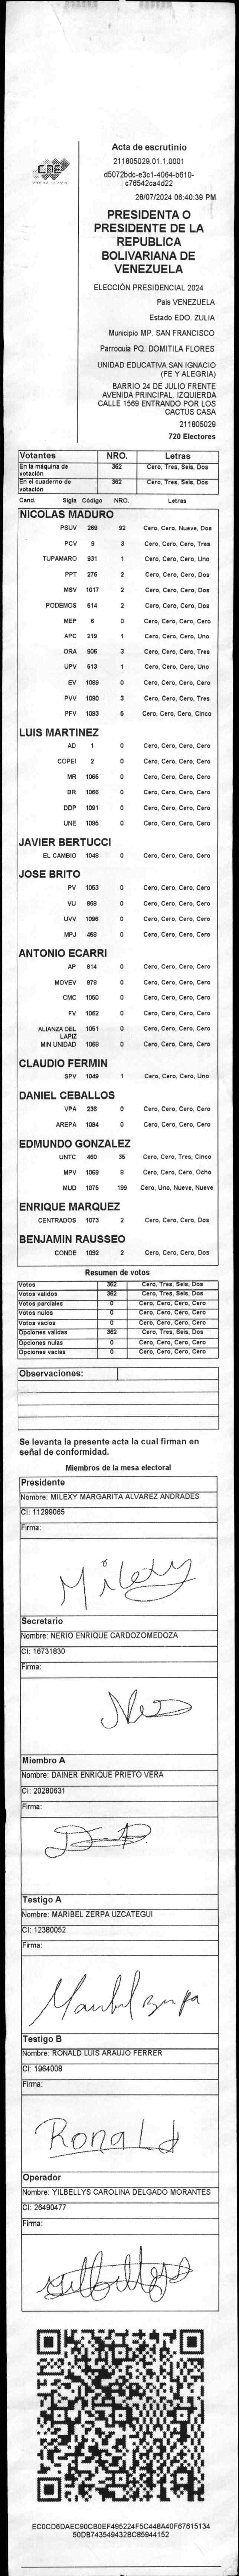 CNE
Acta de escrutinio
211805029.01.1.0001
d5072bdc-e3c1-4064-b610-
c76542ca4d22
28/07/2024 06:40:39 PM
PRESIDENTA O
PRESIDENTE DE LA
REPUBLICA
BOLIVARIANA DE
VENEZUELA
ELECCIÓN PRESIDENCIAL 2024
Pais VENEZUELA
Estado EDO. ZULIA
Municipio MP. SAN FRANCISCO
Parroquia PQ. DOMITILA FLORES
UNIDAD EDUCATIVA SAN IGNACIO
(FE Y ALEGRIA)
BARRIO 24 DE JULIO FRENTE
AVENIDA PRINCIPAL. IZQUIERDA
CALLE 1569 ENTRANDO POR LOS
CACTUS CASA
211805029
720 Electores
Votantes NRO. Letras
En la máquina de votación 362 Cero, Tres, Seis, Dos
En el cuaderno de votación 362 Cero, Tres, Seis, Dos
Cand. Sigla Código NRO. Letras
NICOLAS MADURO
PSUV 269 92 Cero, Cero, Nueve, Dos
PCV 9 3 Cero, Cero, Cero, Tres
TUPAMARO 931 1 Cero, Cero, Cero, Uno
PPT 276 2 Cero, Cero, Cero, Dos
MSV 1017 2 Cero, Cero, Cero, Dos
PODEMOS 514 2 Cero, Cero, Cero, Dos
MEP 6 0 Cero, Cero, Cero, Cero
APC 219 1 Cero, Cero, Cero, Uno
ORA 906 3 Cero, Cero, Cero, Tres
UPV 513 1 Cero, Cero, Cero, Uno
EV 1089 0 Cero, Cero, Cero, Cero
PVV 1090 3 Cero, Cero, Cero, Tres
PFV 1093 5 Cero, Cero, Cero, Cinco
LUIS MARTINEZ
AD 1 0 Cero, Cero, Cero, Cero
COPEI 2 0 Cero, Cero, Cero, Cero
MR 1065 0 Cero, Cero, Cero, Cero
BR 1066 0 Cero, Cero, Cero, Cero
DDP 1091 0 Cero, Cero, Cero, Cero
UNE 1095 0 Cero, Cero, Cero, Cero
JAVIER BERTUCCI
EL CAMBIO 1048 0 Cero, Cero, Cero, Cero
JOSE BRITO
PV 1053 0 Cero, Cero, Cero, Cero
VU 868 0 Cero, Cero, Cero, Cero
UVV 1096 0 Cero, Cero, Cero, Cero
MPJ 458 0 Cero, Cero, Cero, Cero
ANTONIO ECARRI
AP 814 0 Cero, Cero, Cero, Cero
MOVEV 878 0 Cero, Cero, Cero, Cero
CMC 1050 0 Cero, Cero, Cero, Cero
FV 1062 0 Cero, Cero, Cero, Cero
ALIANZA DEL LAPIZ 1051 0 Cero, Cero, Cero, Cero
MIN UNIDAD 1088 0 Cero, Cero, Cero, Cero
CLAUDIO FERMIN
SPV 1049 1 Cero, Cero, Cero, Uno
DANIEL CEBALLOS
VPA 236 0 Cero, Cero, Cero, Cero
AREPA 1094 0 Cero, Cero, Cero, Cero
EDMUNDO GONZALEZ
UNTC 460 35 Cero, Cero, Tres, Cinco
MPV 1069 8 Cero, Cero, Cero, Ocho
MUD 1075 199 Cero, Uno, Nueve, Nueve
ENRIQUE MARQUEZ
CENTRADOS 1073 2 Cero, Cero, Cero, Dos
BENJAMIN RAUSSEO
CONDE 1092 2 Cero, Cero, Cero, Dos
Resumen de votos
Votos 362 Cero, Tres, Seis, Dos
Votos validos 362 Cero, Tres, Seis, Dos
Votos parciales 0 Cero, Cero, Cero, Cero
Votos nulos 0 Cero, Cero, Cero, Cero
Votos vacios 0 Cero, Cero, Cero, Cero
Opciones validas 362 Cero, Tres, Seis, Dos
Opciones nulas 0 Cero, Cero, Cero, Cero
Opciones vacias 0 Cero, Cero, Cero, Cero
Observaciones:
Se levanta la presente acta la cual firman en
señal de conformidad.
Miembros de la mesa electoral
Presidente
Nombre: MILEXY MARGARITA ALVAREZ ANDRADES
CI: 11299065
Firma:
Milexy
Secretario
Nombre: NERIO ENRIQUE CARDOZOMEDOZA
CI: 16731830
Firma:
Miembro A
Nombre: DAINER ENRIQUE PRIETO VERA
CI: 20280631
Firma:
Testigo A
Nombre: MARIBEL ZERPA UZCATEGUI
CI: 12380052
Firma:
Maribel Zerpa
Testigo B
Nombre: RONALD LUIS ARAUJO FERRER
CI: 1964008
Firma:
Ronald
Operador
Nombre: YILBELLYS CAROLINA DELGADO MORANTES
CI: 26490477
Firma:
EC0CD6DAEC90CB0EF495224F5C448A40F67615134
50DB743549432BC85944152